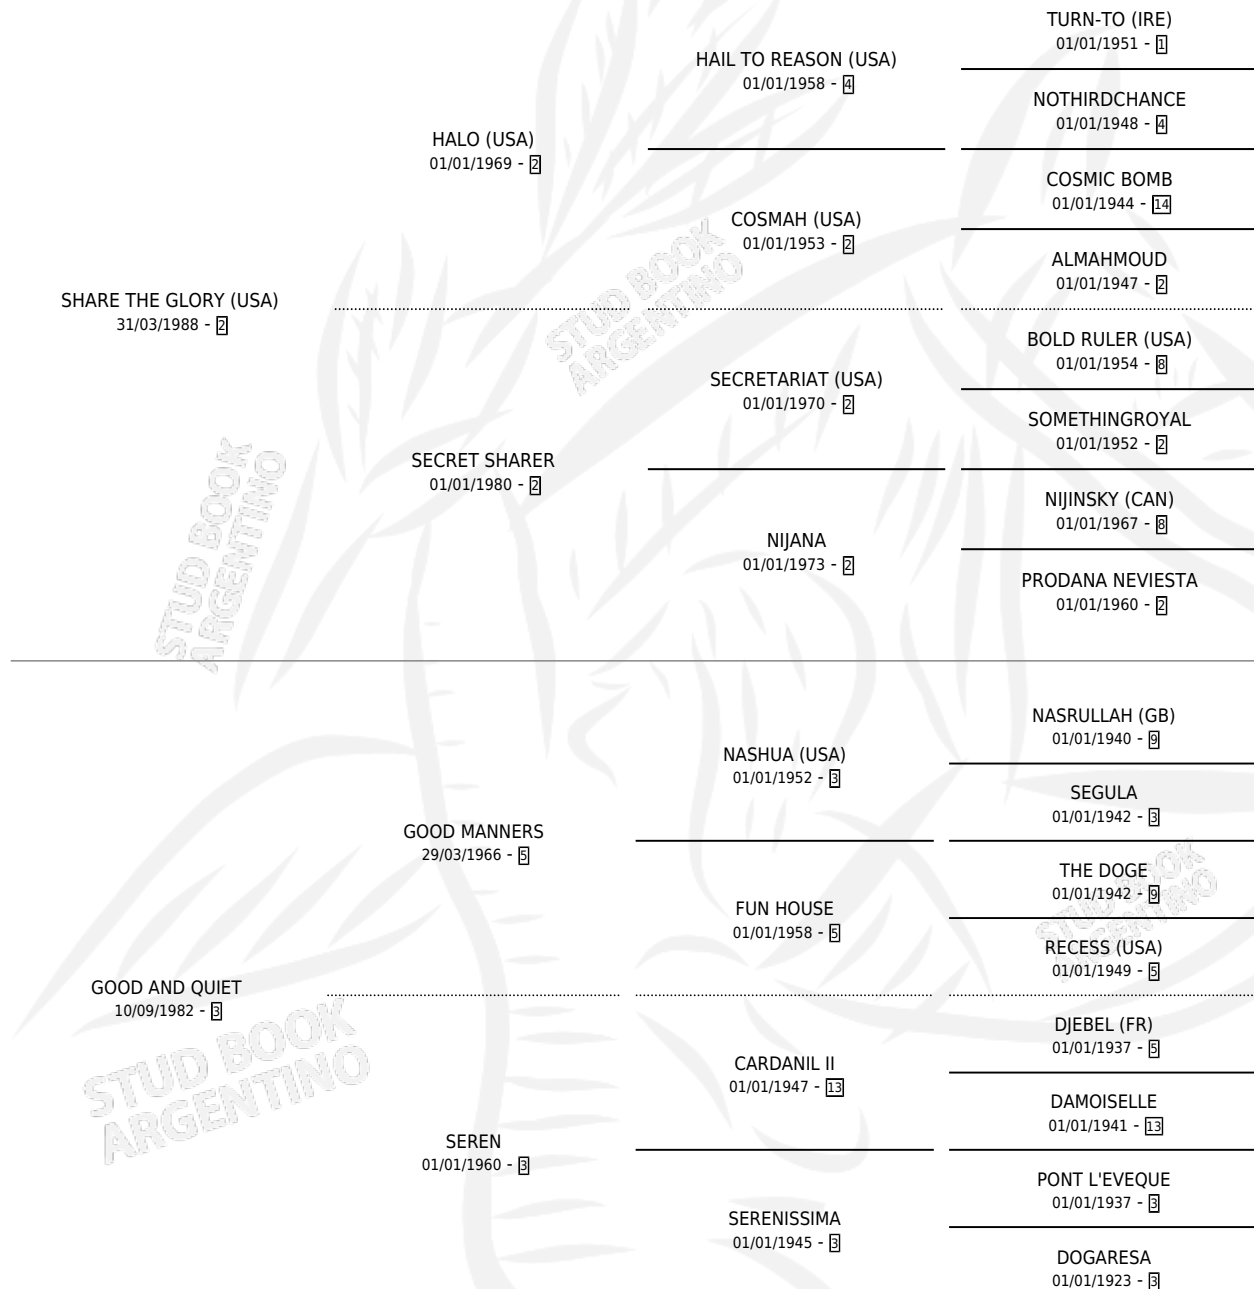 TURN-TO (IRE)
01/01/1951 - 1
HAIL TO REASON (USA)
01/01/1958 - 4
NOTHIRDCHANCE
01/01/1948 - 4
HALO (USA)
01/01/1969 - 2
COSMIC BOMB
01/01/1944 - 14
COSMAH (USA)
01/01/1953 - 2
ALMAHMOUD
01/01/1947 - 2
SHARE THE GLORY (USA)
31/03/1988 - 2
BOLD RULER (USA)
01/01/1954 - 8
SECRETARIAT (USA)
01/01/1970 - 2
SOMETHINGROYAL
01/01/1952 - 2
SECRET SHARER
01/01/1980 - 2
NIJINSKY (CAN)
01/01/1967 - 8
NIJANA
01/01/1973 - 2
PRODANA NEVIESTA
01/01/1960 - 2
NASRULLAH (GB)
01/01/1940 - 9
NASHUA (USA)
01/01/1952 - 3
SEGULA
01/01/1942 - 3
GOOD MANNERS
29/03/1966 - 5
THE DOGE
01/01/1942 - 9
FUN HOUSE
01/01/1958 - 5
RECESS (USA)
01/01/1949 - 5
GOOD AND QUIET
10/09/1982 - 3
DJEBEL (FR)
01/01/1937 - 5
CARDANIL II
01/01/1947 - 13
DAMOISELLE
01/01/1941 - 13
SEREN
01/01/1960 - 3
PONT L'EVEQUE
01/01/1937 - 3
SERENISSIMA
01/01/1945 - 3
DOGARESA
01/01/1923 - 3
STUD BOOK
ARGENTINO
STUD BOOK
ARGENTINO
STUD BOOK
ARGENTINO
STUD BOOK
ARGENTINO